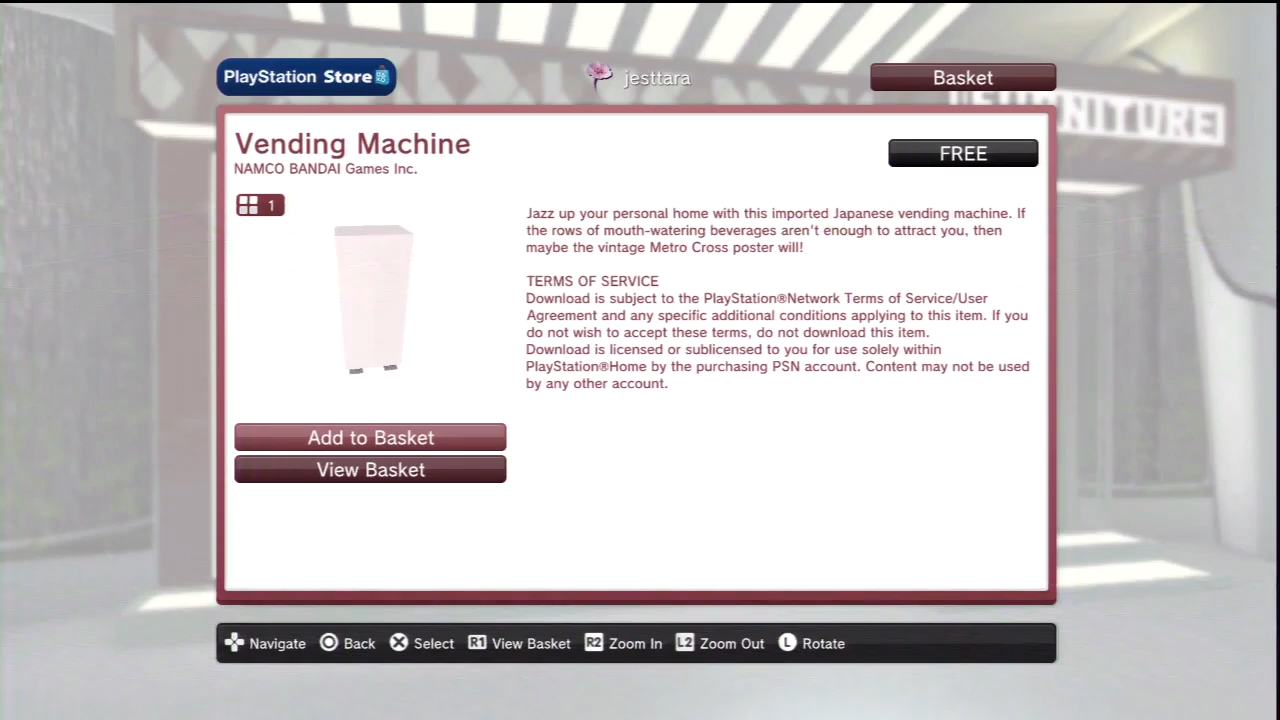 PlayStation Store
jesttara
Basket
FURNITURE
Vending Machine
FREE
NAMCO BANDAI Games Inc.
1
Jazz up your personal home with this imported Japanese vending machine. If
the rows of mouth-watering beverages aren't enough to attract you, then
maybe the vintage Metro Cross poster will!
TERMS OF SERVICE
Download is subject to the PlayStation®Network Terms of Service/User
Agreement and any specific additional conditions applying to this item. If you
do not wish to accept these terms, do not download this item.
Download is licensed or sublicensed to you for use solely within
PlayStation®Home by the purchasing PSN account. Content may not be used
by any other account.
Add to Basket
View Basket
Navigate Back Select R1 View Basket R2 Zoom In L2 Zoom Out L Rotate